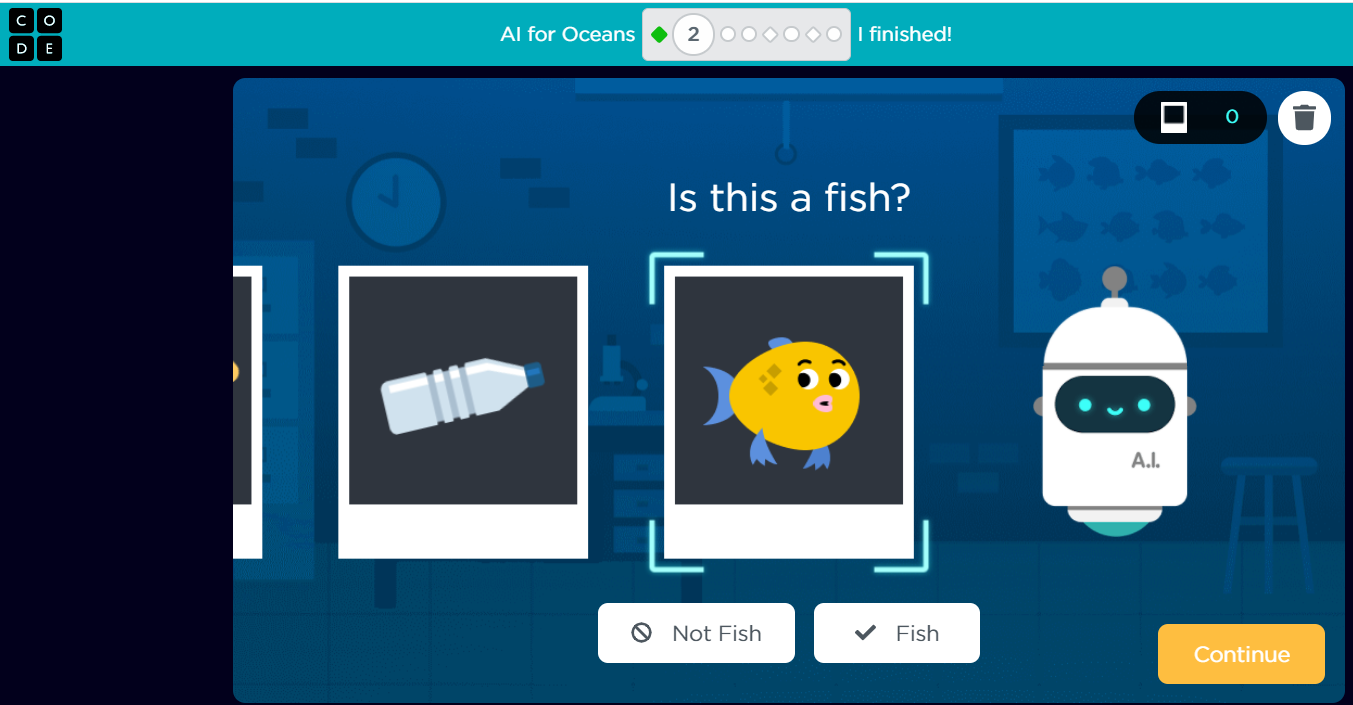 C O
D E
AI for Oceans
2
I finished!
0
Is this a fish?
A.I.
Not Fish
Fish
Continue